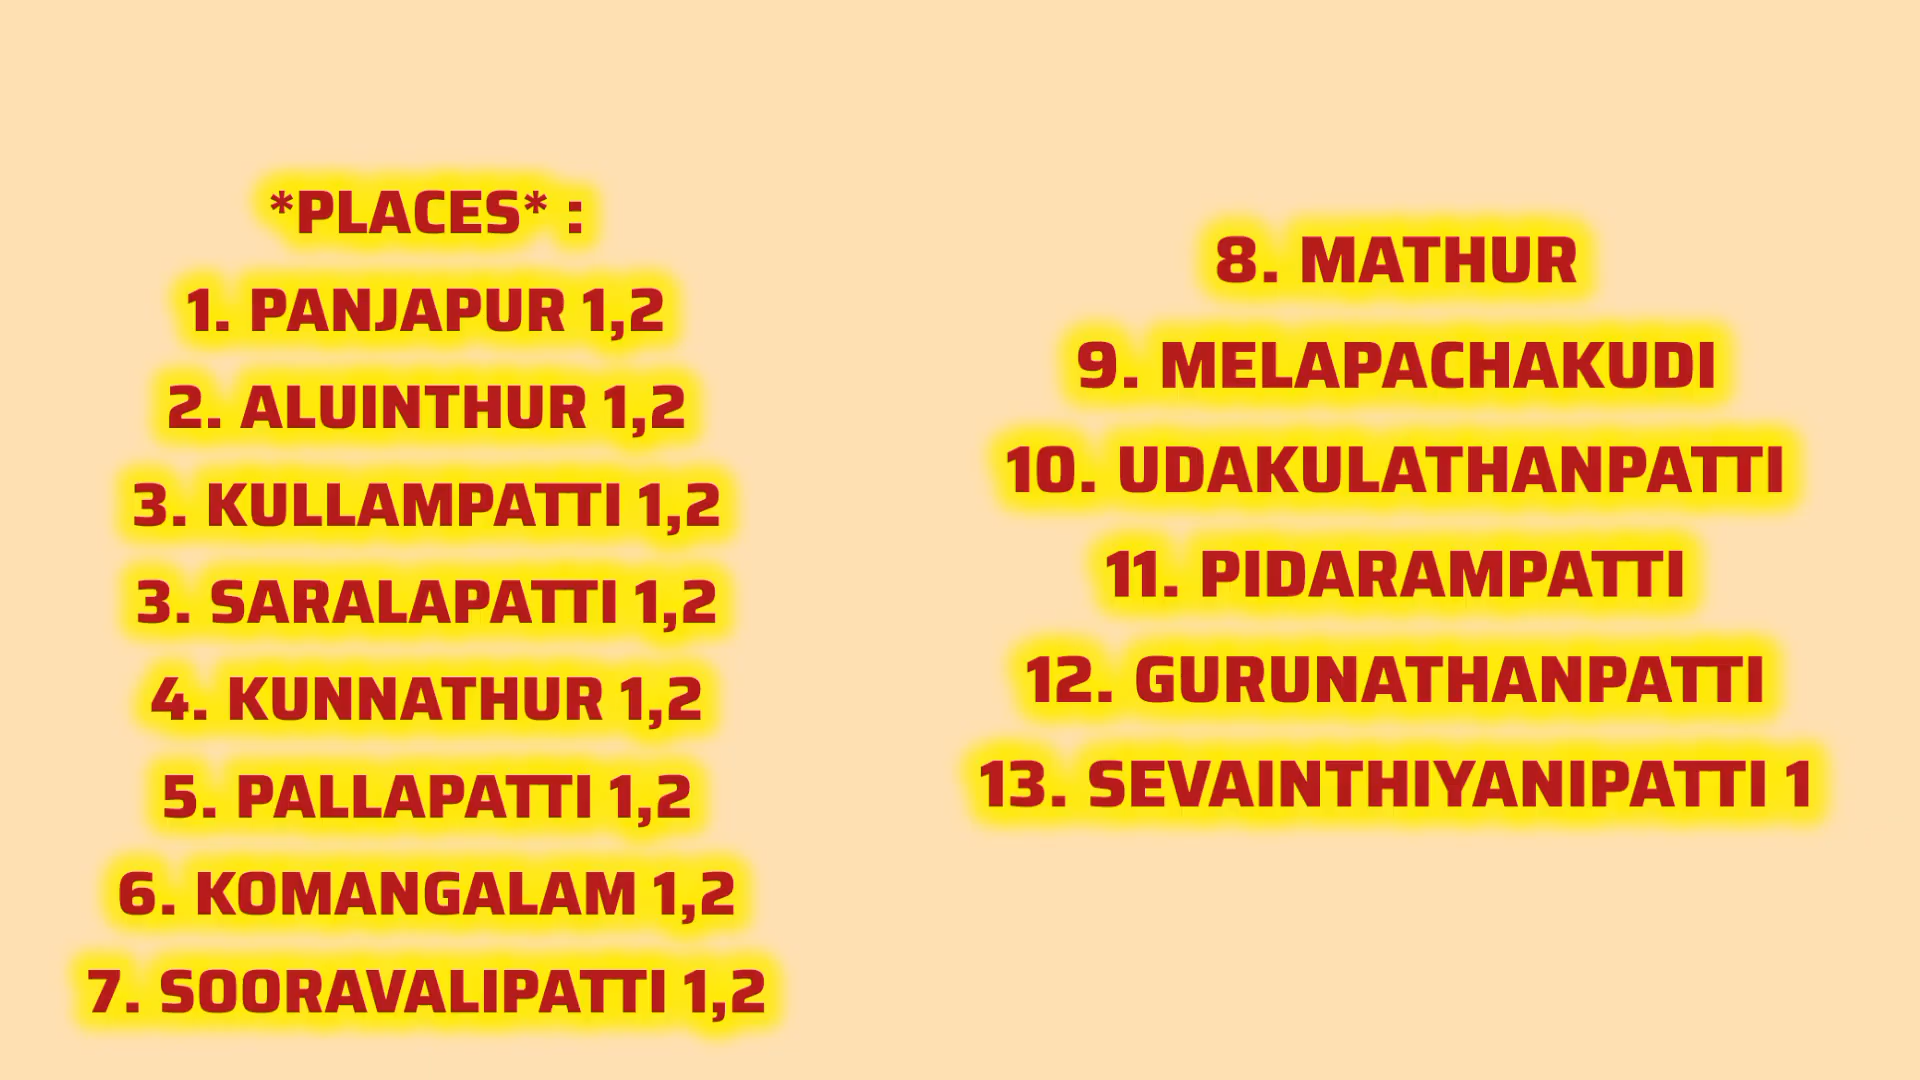 *PLACES* :
1. PANJAPUR 1,2
2. ALUINTHUR 1,2
3. KULLAMPATTI 1,2
3. SARALAPATTI 1,2
4. KUNNATHUR 1,2
5. PALLAPATTI 1,2
6. KOMANGALAM 1,2
7. SOORAVALIPATTI 1,2
8. MATHUR
9. MELAPACHAKUDI
10. UDAKULATHANPATTI
11. PIDARAMPATTI
12. GURUNATHANPATTI
13. SEVAINTHIYANIPATTI 1